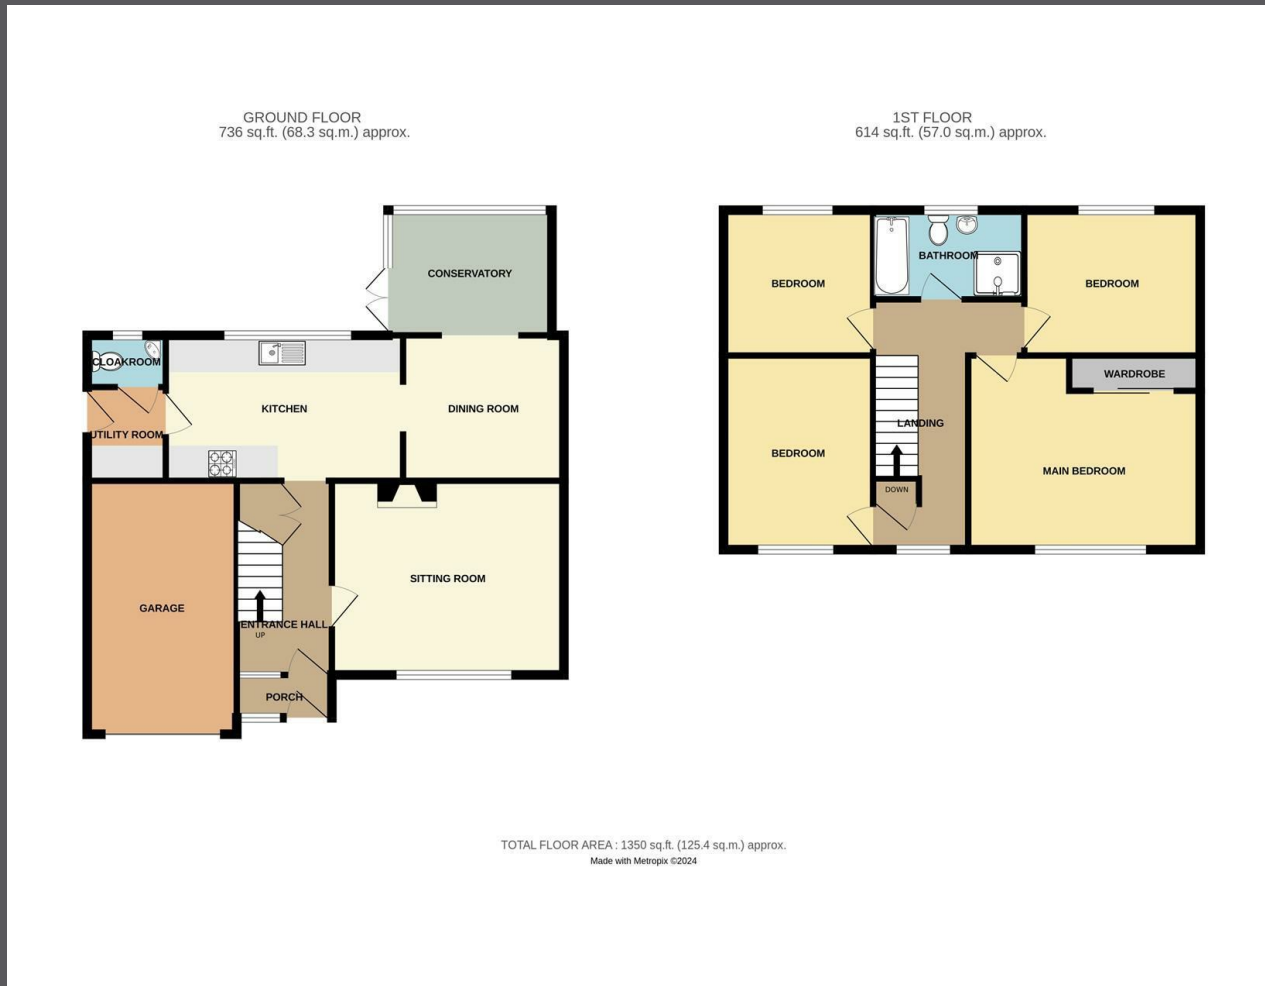 GROUND FLOOR
736 sq.ft. (68.3 sq.m.) approx.
1ST FLOOR
614 sq.ft. (57.0 sq.m.) approx.
CONSERVATORY
CLOAKROOM
KITCHEN
DINING ROOM
UTILITY ROOM
SITTING ROOM
GARAGE
ENTRANCE HALL
UP
PORCH
BATHROOM
BEDROOM
BEDROOM
WARDROBE
LANDING
BEDROOM
MAIN BEDROOM
DOWN
TOTAL FLOOR AREA : 1350 sq.ft. (125.4 sq.m.) approx.
Made with Metropix ©2024